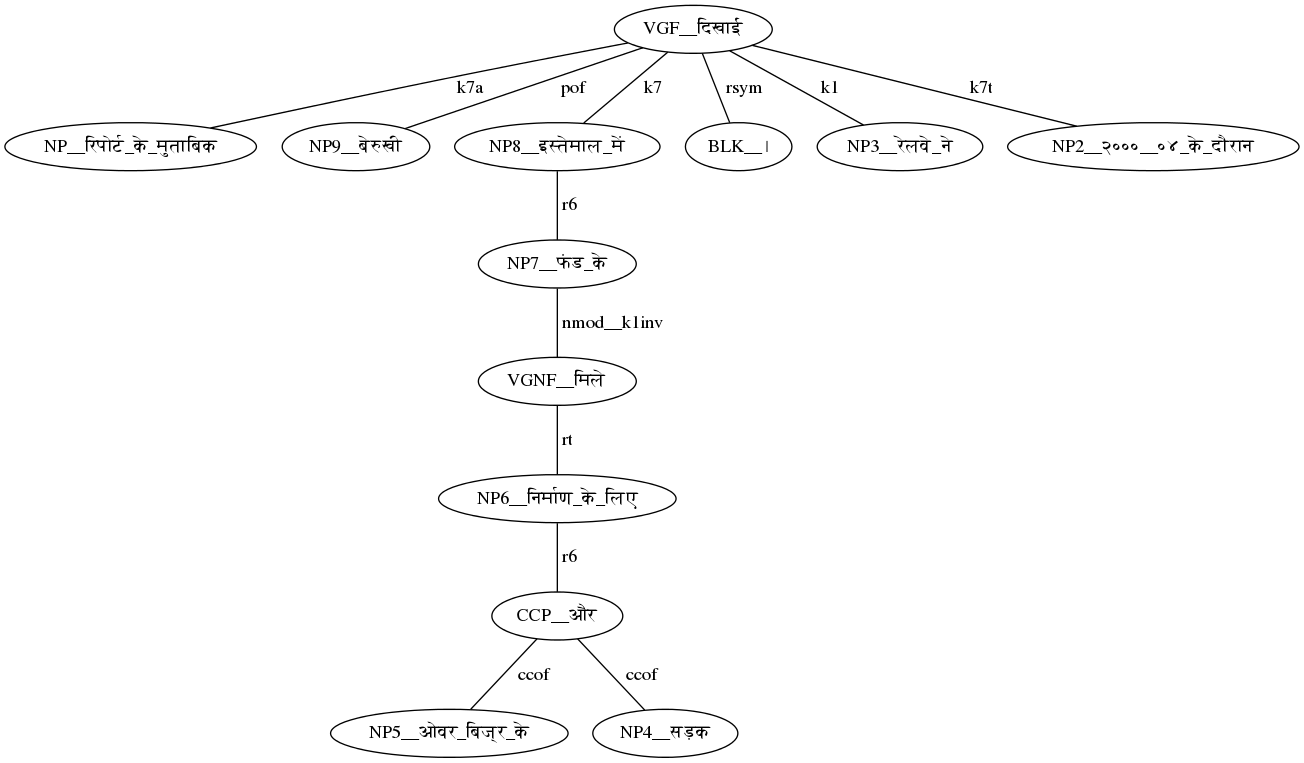 VGF__दिखाई
k7a pof k7 rsym k1 k7t
NP__रिपोर्ट_के_मुताबिक NP9__बेरुखी NP8__इस्तेमाल_में BLK__। NP3__रेलवे_ने NP2__२०००__०४_के_दौरान
r6
NP7__फंड_के
nmod__k1inv
VGNF__मिले
rt
NP6__निर्माण_के_लिए
r6
CCP__और
ccof ccof
NP5__ओवर_बिज्र_के NP4__सड़क